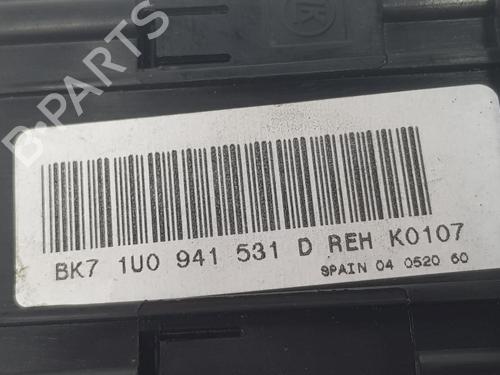 K
B-PARTS
BK7 1U0 941 531 D REH K0107
SPAIN 04 0520 60